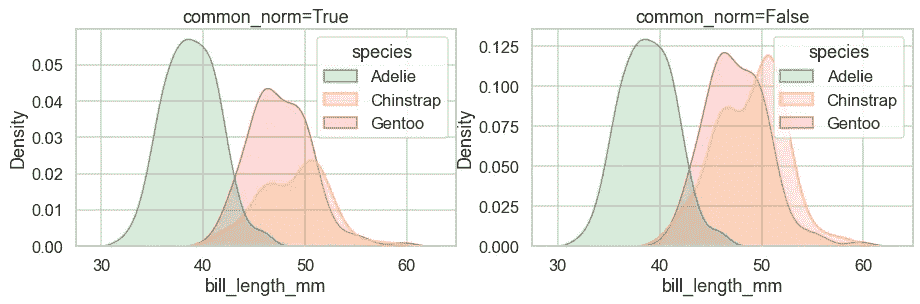 common_norm=True
Density
0.05
0.04
0.03
0.02
0.01
0.00
species
Adelie
Chinstrap
Gentoo
30 40 50 60
bill_length_mm
common_norm=False
Density
0.125
0.100
0.075
0.050
0.025
0.000
species
Adelie
Chinstrap
Gentoo
30 40 50 60
bill_length_mm